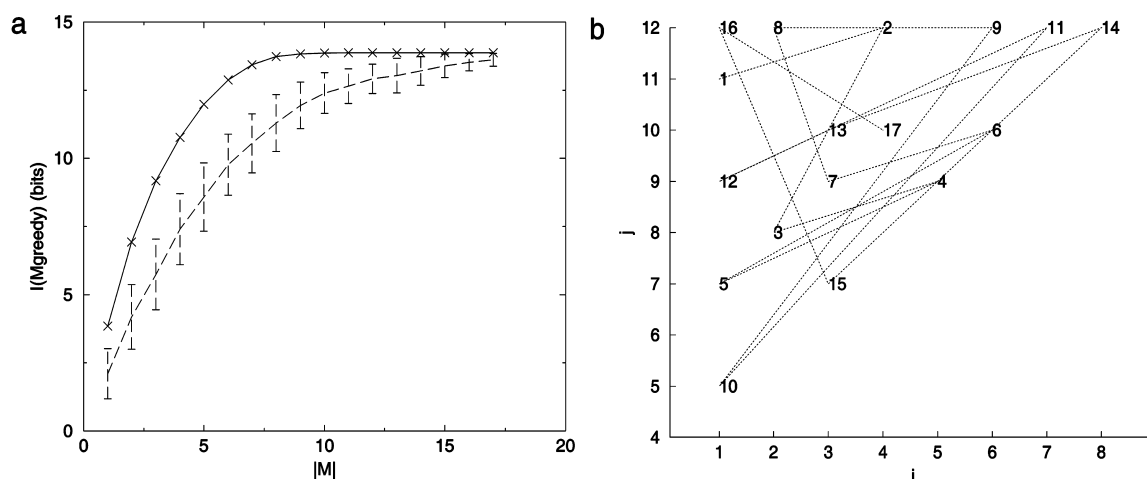 a
I(Mgreedy) (bits)
15
10
5
0
0 5 10 15 20
|M|
b
j
12 16 8 2 9 11 14
11 1
10 13 17 6
9 12 7 4
8 3
7 5 15
6
5 10
4
1 2 3 4 5 6 7 8
i